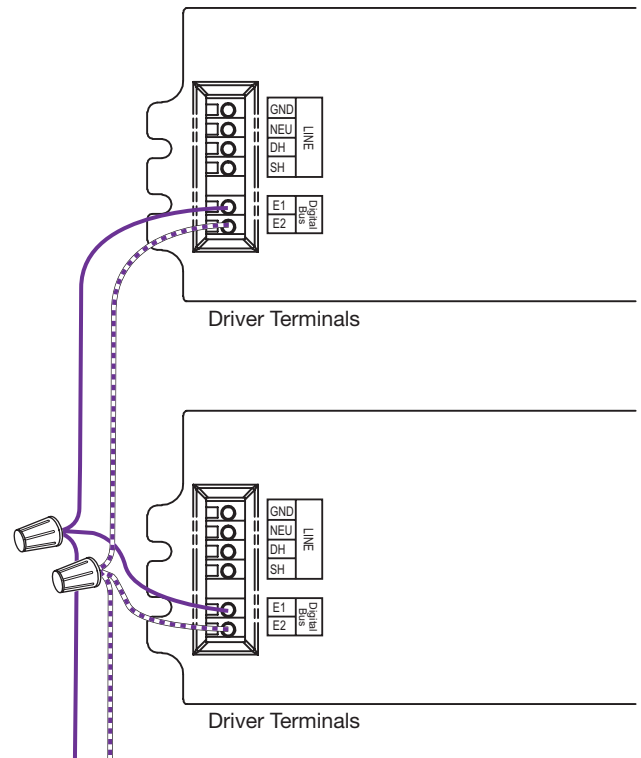 GND
NEU
DH
SH
LINE
E1
E2
Digital
Bus
Driver Terminals
GND
NEU
DH
SH
LINE
E1
E2
Digital
Bus
Driver Terminals